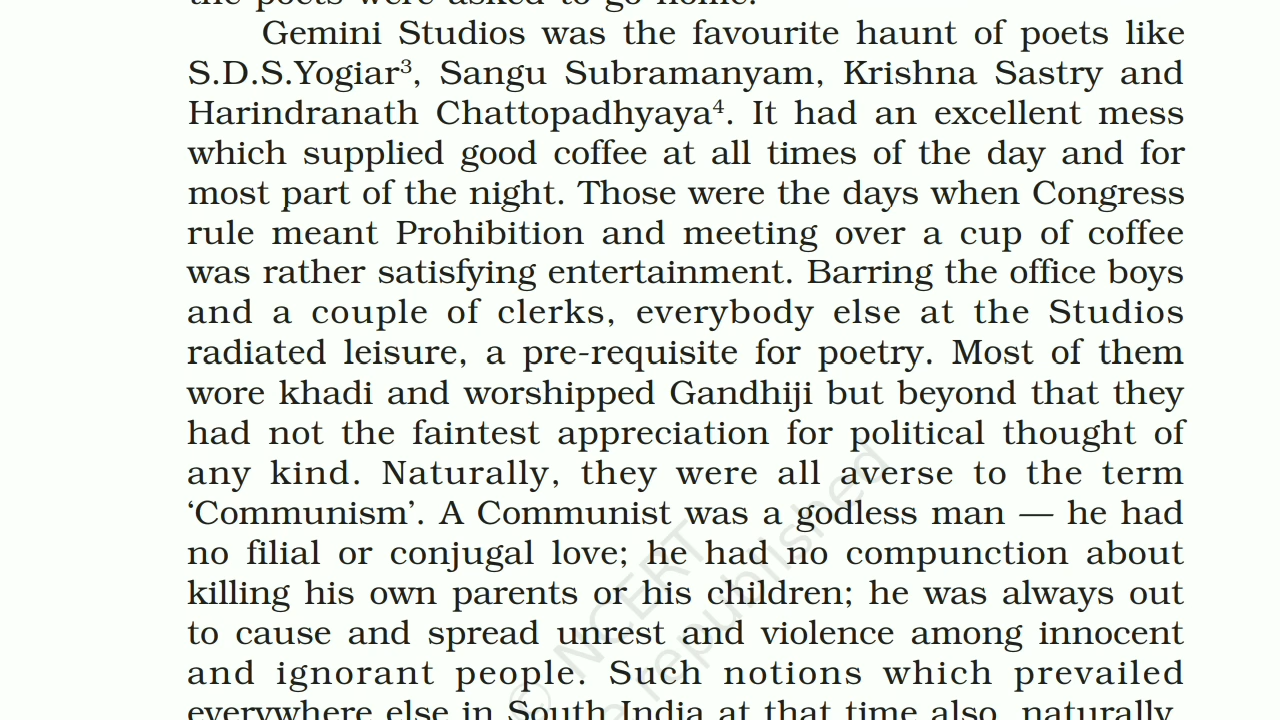 the poets were asked to go home.
Gemini Studios was the favourite haunt of poets like
S.D.S.Yogiar³, Sangu Subramanyam, Krishna Sastry and
Harindranath Chattopadhyaya⁴. It had an excellent mess
which supplied good coffee at all times of the day and for
most part of the night. Those were the days when Congress
rule meant Prohibition and meeting over a cup of coffee
was rather satisfying entertainment. Barring the office boys
and a couple of clerks, everybody else at the Studios
radiated leisure, a pre-requisite for poetry. Most of them
wore khadi and worshipped Gandhiji but beyond that they
had not the faintest appreciation for political thought of
any kind. Naturally, they were all averse to the term
‘Communism’. A Communist was a godless man — he had
no filial or conjugal love; he had no compunction about
killing his own parents or his children; he was always out
to cause and spread unrest and violence among innocent
and ignorant people. Such notions which prevailed
everywhere else in South India at that time also, naturally,
© NCERT
republished